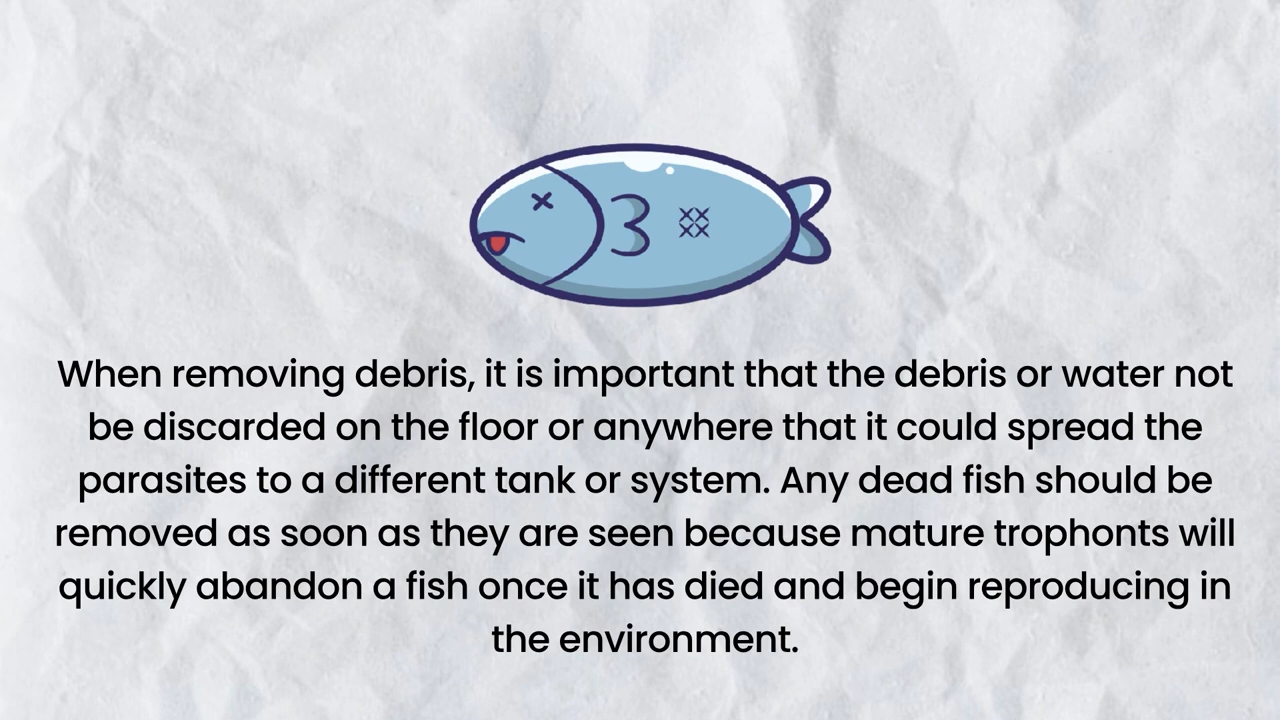 When removing debris, it is important that the debris or water not
be discarded on the floor or anywhere that it could spread the
parasites to a different tank or system. Any dead fish should be
removed as soon as they are seen because mature trophonts will
quickly abandon a fish once it has died and begin reproducing in
the environment.